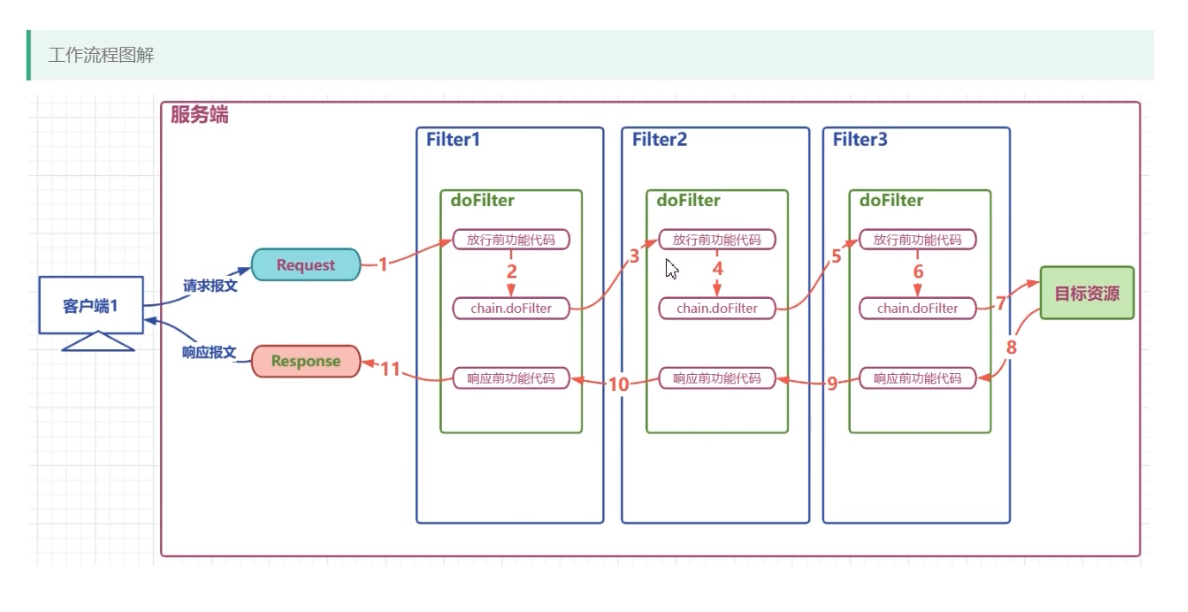 工作流程图解
服务端
Filter1
Filter2
Filter3
doFilter
doFilter
doFilter
放行前功能代码
放行前功能代码
放行前功能代码
3
5
Request
1
2
4
6
请求报文
客户端1
chain.doFilter
chain.doFilter
chain.doFilter
7
目标资源
响应报文
Response
8
11
响应前功能代码
10
响应前功能代码
9
响应前功能代码